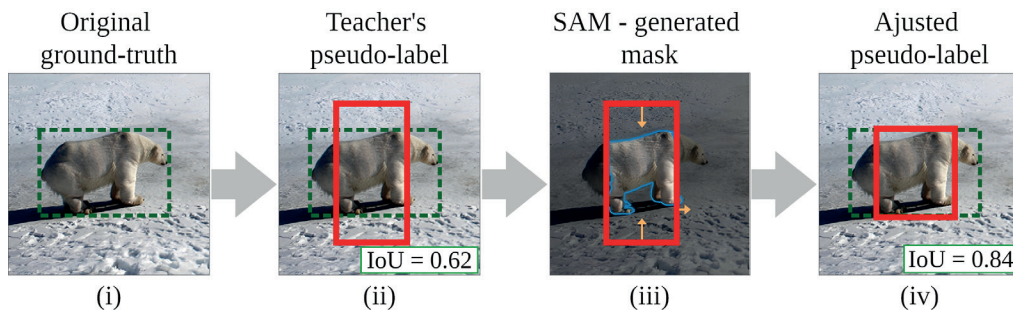 Original
ground-truth
Teacher's
pseudo-label
SAM - generated
mask
Ajusted
pseudo-label
IoU = 0.62
IoU = 0.84
(i)
(ii)
(iii)
(iv)